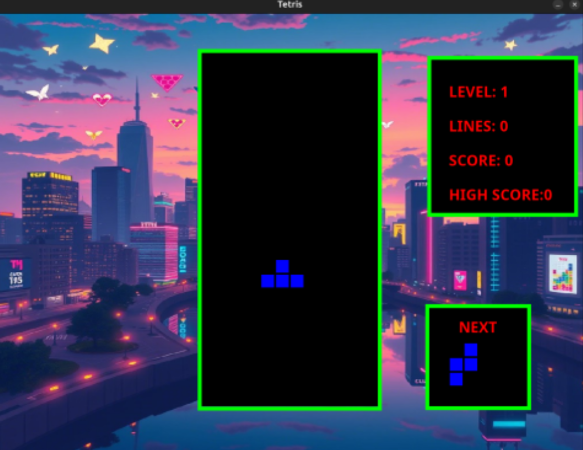 Tetris
LEVEL: 1
LINES: 0
SCORE: 0
HIGH SCORE:0
NEXT